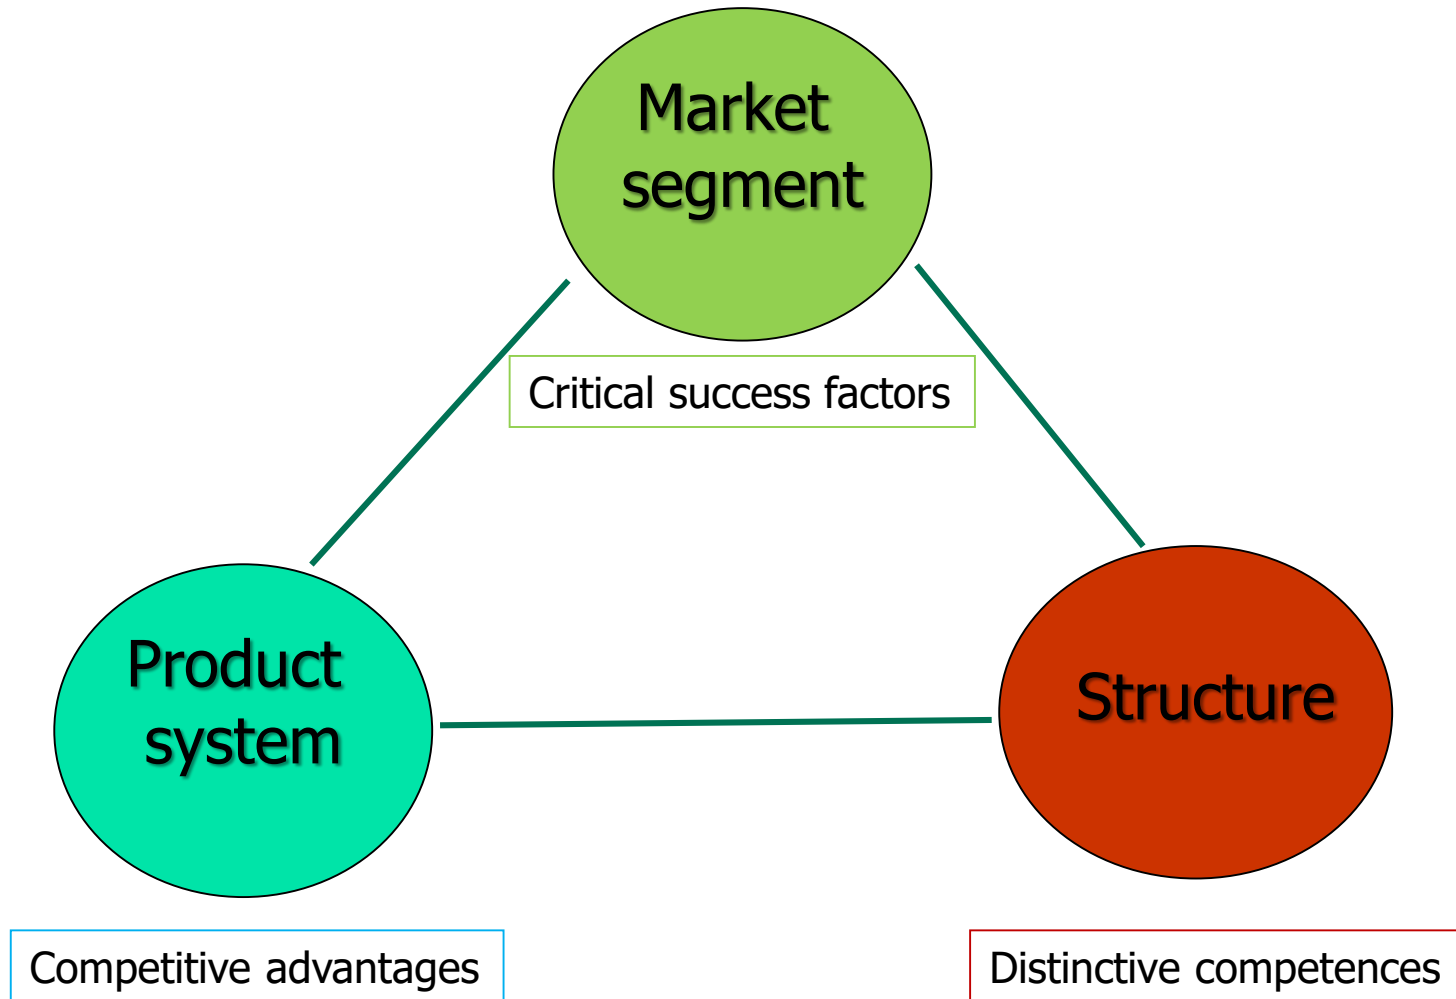 Market
segment
Critical success factors
Product
system
Structure
Competitive advantages
Distinctive competences